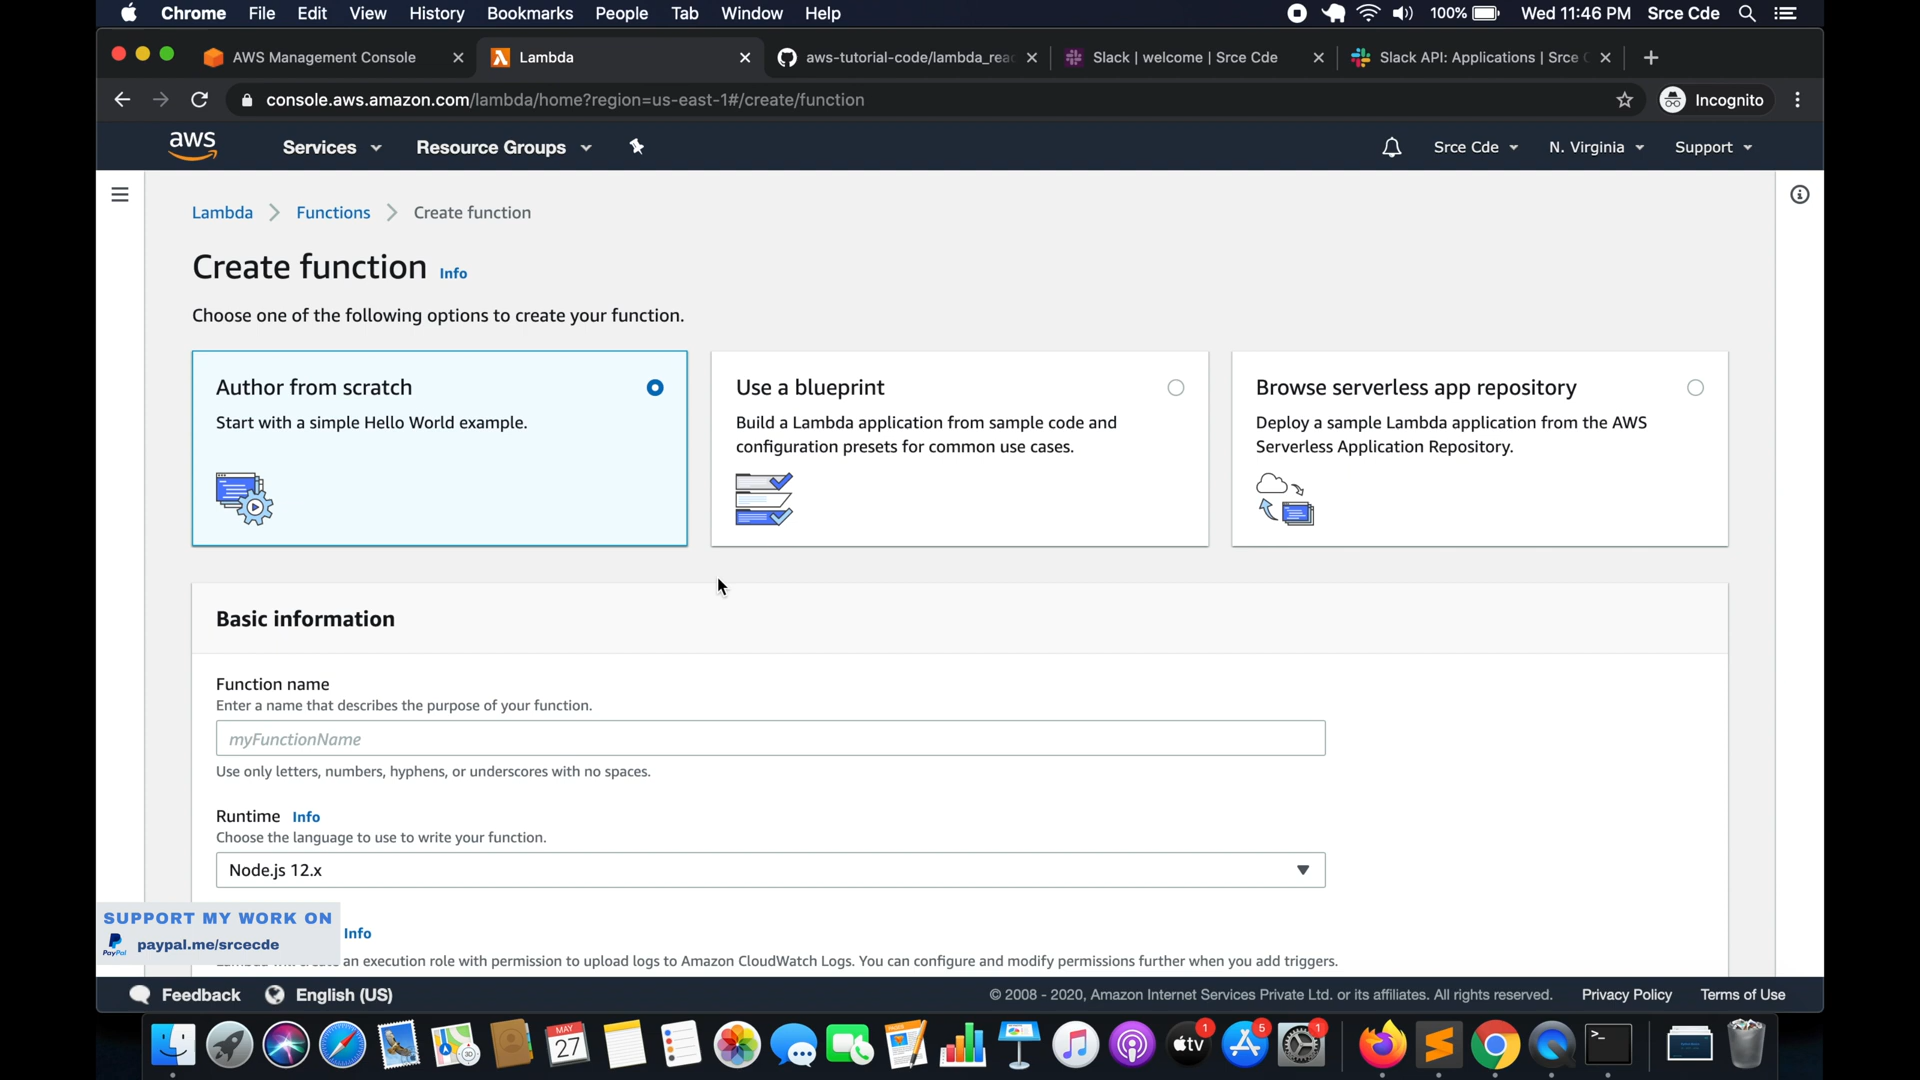 Chrome File Edit View History Bookmarks People Tab Window Help 100% Wed 11:46 PM Srce Cde
AWS Management Console Lambda aws-tutorial-code/lambda_rea Slack | welcome | Srce Cde Slack API: Applications | Srce
console.aws.amazon.com/lambda/home?region=us-east-1#/create/function Incognito
aws Services Resource Groups Srce Cde N. Virginia Support
Lambda Functions Create function
Create function Info
Choose one of the following options to create your function.
Author from scratch
Start with a simple Hello World example.
Use a blueprint
Build a Lambda application from sample code and
configuration presets for common use cases.
Browse serverless app repository
Deploy a sample Lambda application from the AWS
Serverless Application Repository.
Basic information
Function name
Enter a name that describes the purpose of your function.
myFunctionName
Use only letters, numbers, hyphens, or underscores with no spaces.
Runtime Info
Choose the language to use to write your function.
Node.js 12.x
SUPPORT MY WORK ON
PayPal paypal.me/srcecde
Info
an execution role with permission to upload logs to Amazon CloudWatch Logs. You can configure and modify permissions further when you add triggers.
Feedback English (US) © 2008 - 2020, Amazon Internet Services Private Ltd. or its affiliates. All rights reserved. Privacy Policy Terms of Use
MAY
27
3D
tv
1
5
1